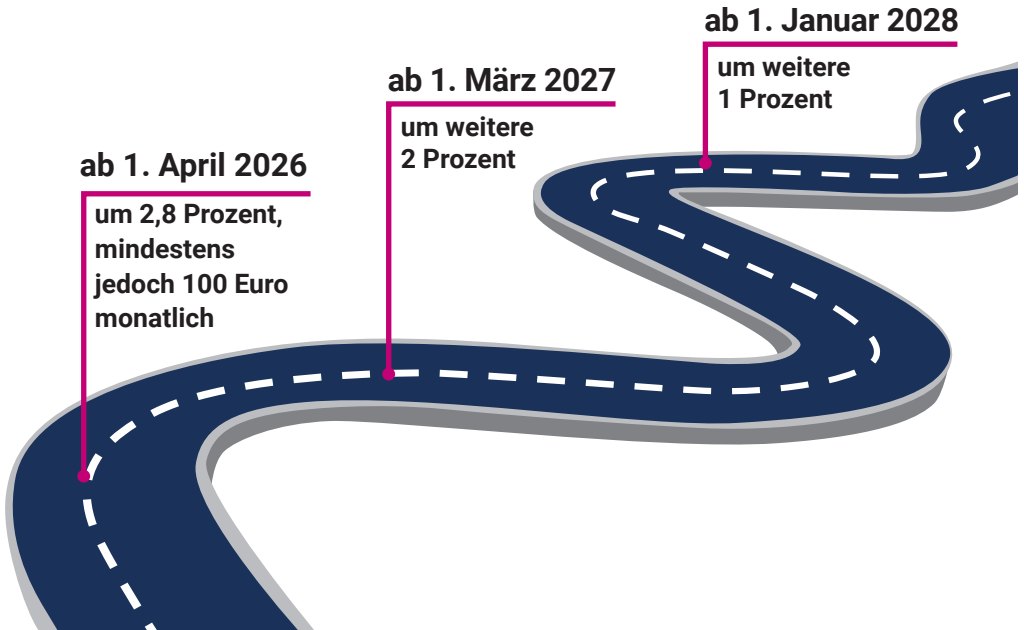 ab 1. April 2026
um 2,8 Prozent,
mindestens
jedoch 100 Euro
monatlich
ab 1. März 2027
um weitere
2 Prozent
ab 1. Januar 2028
um weitere
1 Prozent